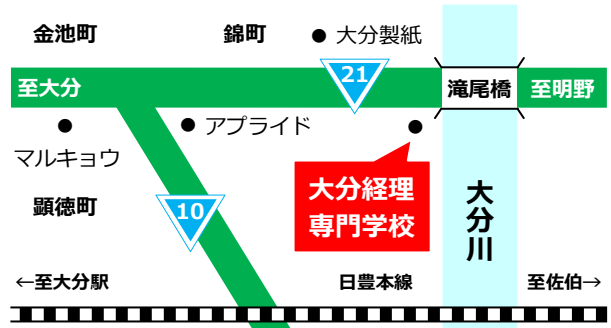 金池町
錦町
● 大分製紙
至大分
21
滝尾橋
至明野
マルキョウ
アプライド
大分経理
専門学校
顕徳町
10
大分川
←至大分駅
日豊本線
至佐伯→